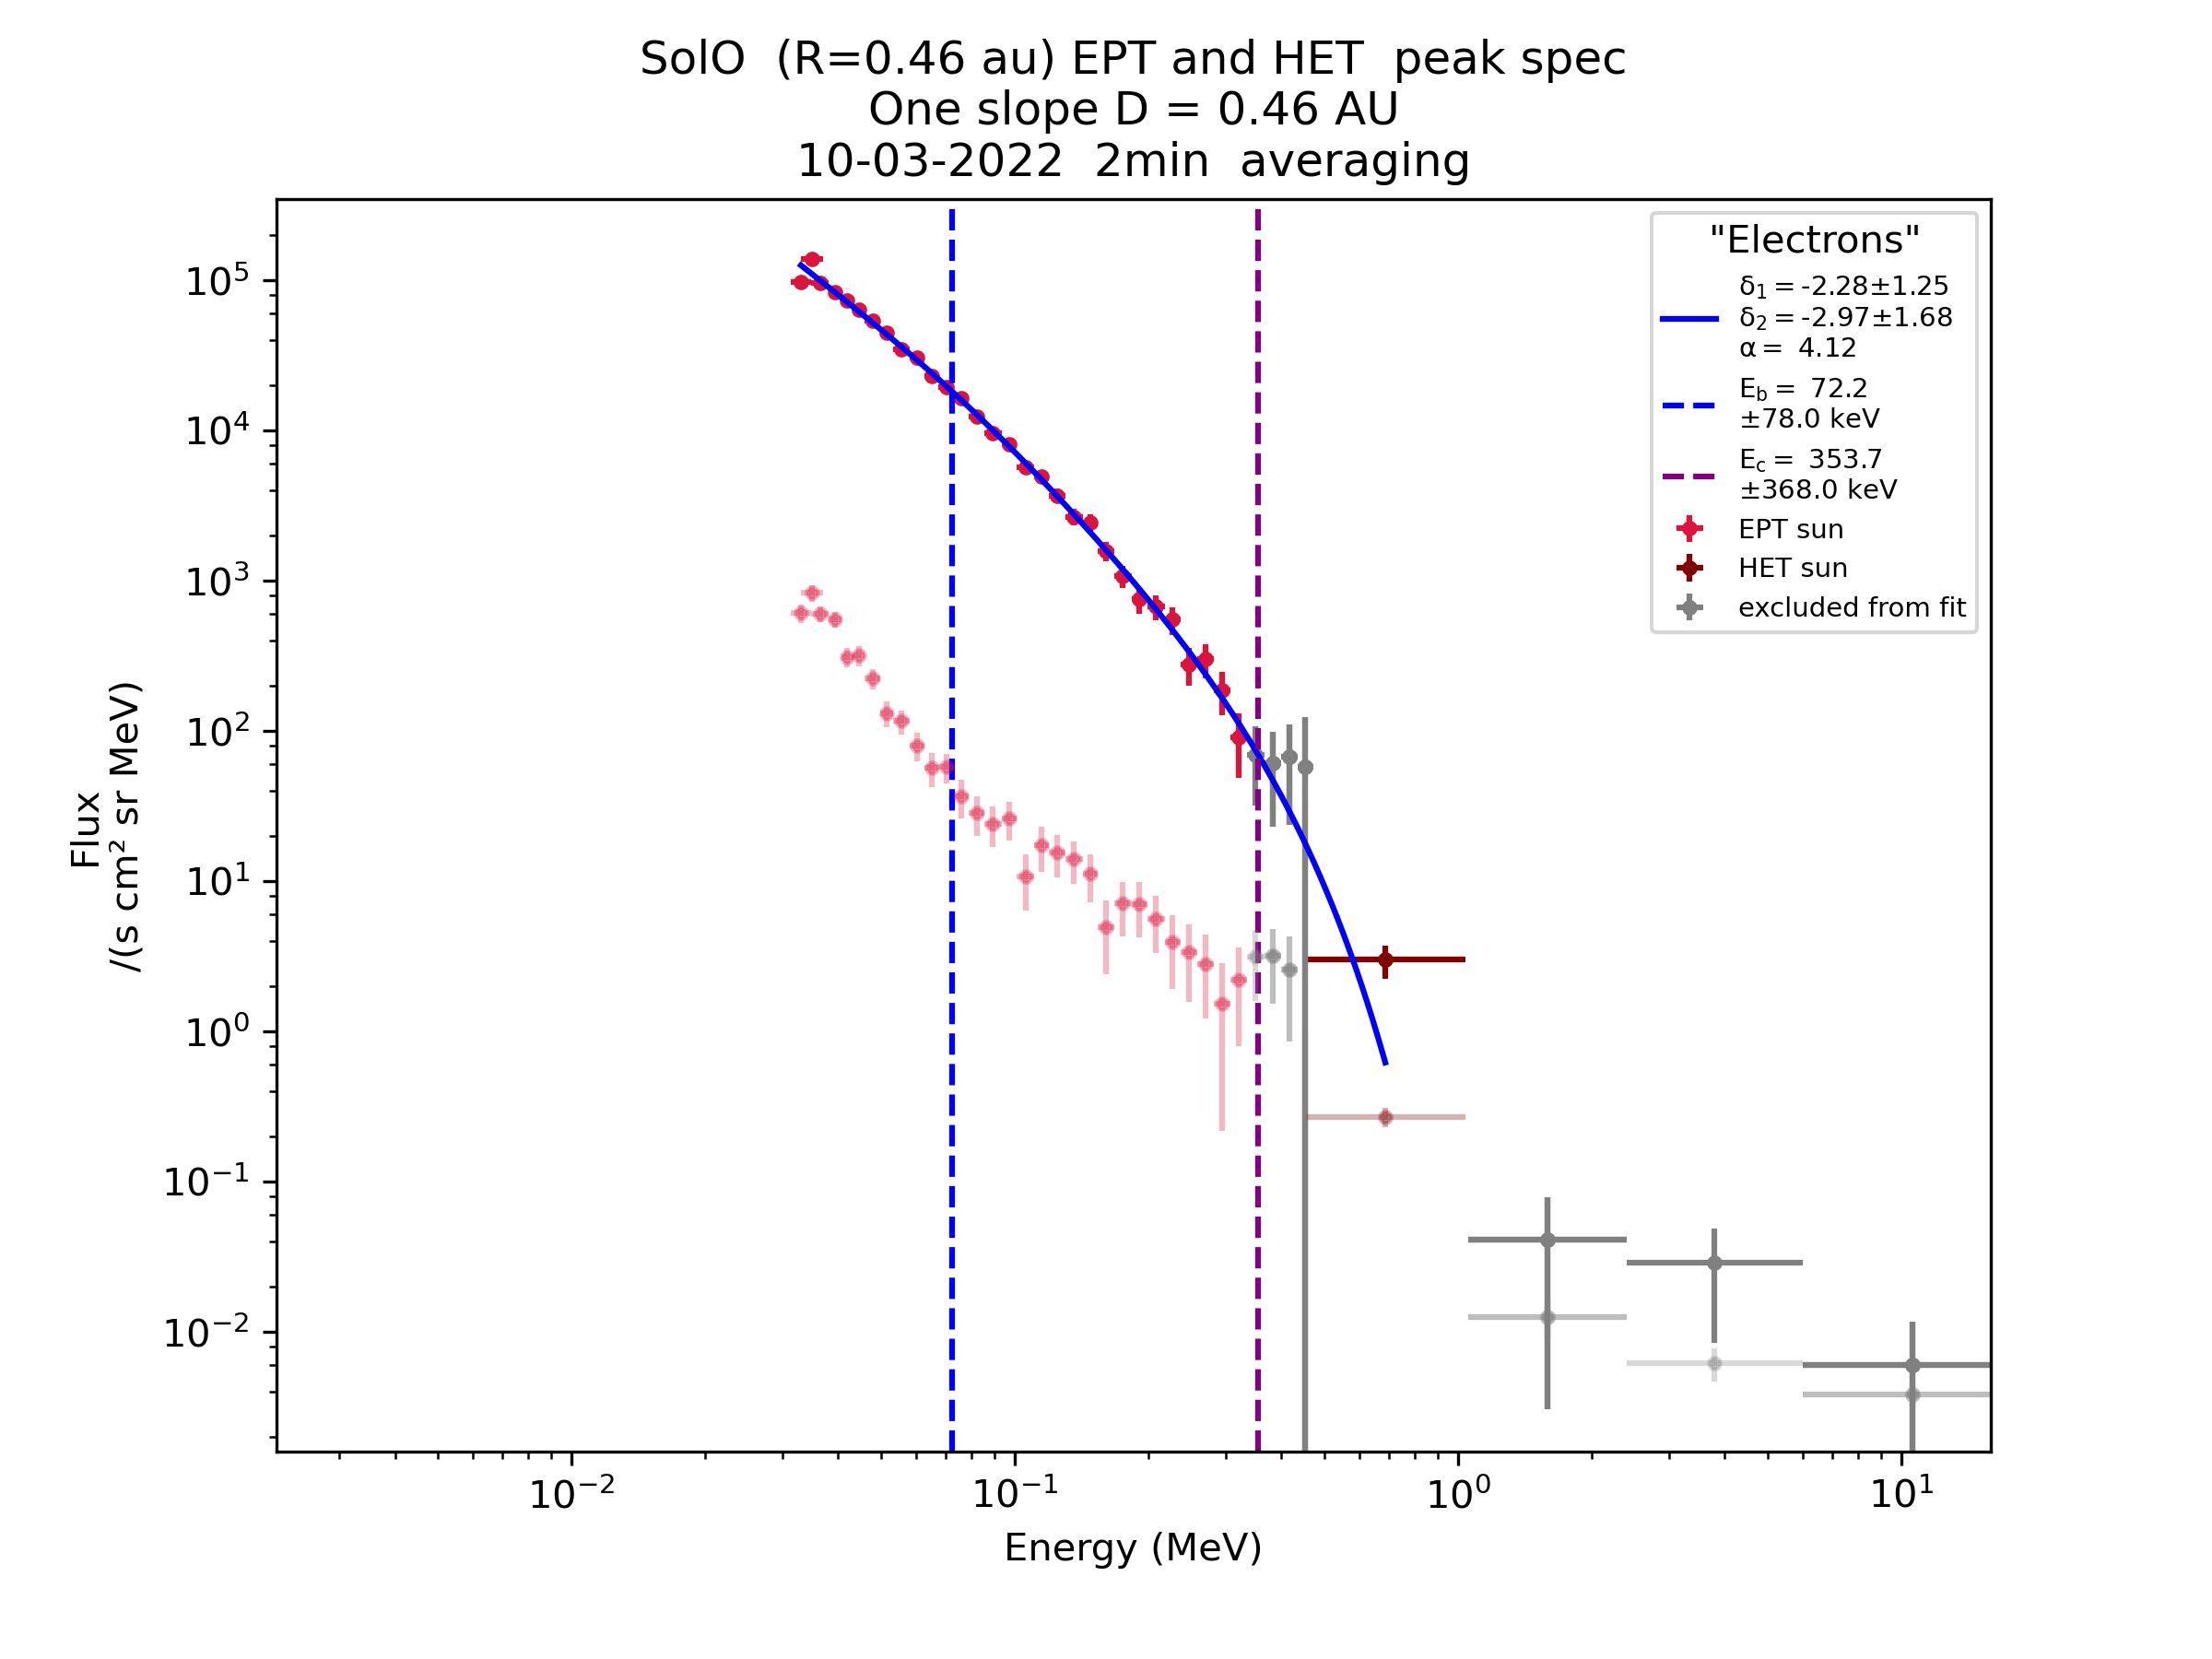 SolO (R=0.46 au) EPT and HET peak spec
One slope D = 0.46 AU
10-03-2022 2min averaging
"Electrons"
δ₁ = -2.28±1.25
δ₂ = -2.97±1.68
α = 4.12
E_b = 72.2
±78.0 keV
E_c = 353.7
±368.0 keV
EPT sun
HET sun
excluded from fit
Flux
/(s cm² sr MeV)
10⁵
10⁴
10³
10²
10¹
10⁰
10⁻¹
10⁻²
10⁻² 10⁻¹ 10⁰ 10¹
Energy (MeV)